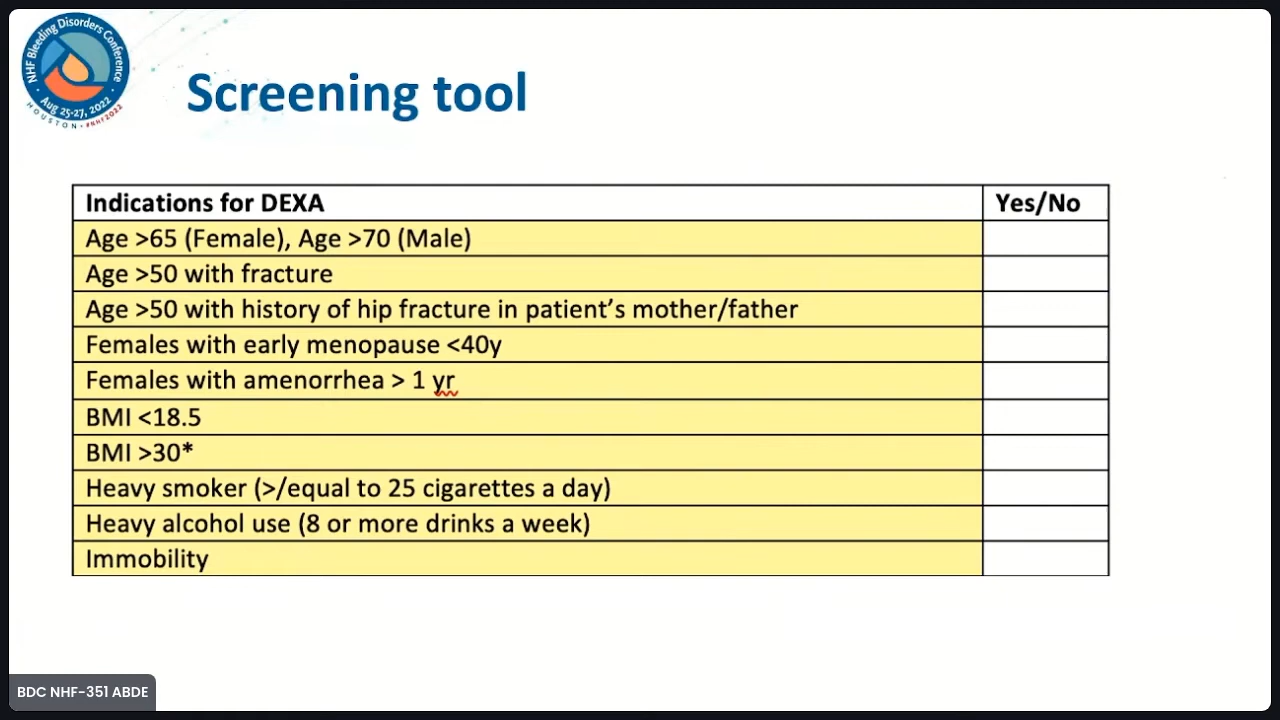 NHF Bleeding Disorders Conference
Aug 25-27, 2022
HOUSTON • #NHF2022
Screening tool
Indications for DEXA Yes/No
Age >65 (Female), Age >70 (Male)
Age >50 with fracture
Age >50 with history of hip fracture in patient’s mother/father
Females with early menopause <40y
Females with amenorrhea > 1 yr
BMI <18.5
BMI >30*
Heavy smoker (>/equal to 25 cigarettes a day)
Heavy alcohol use (8 or more drinks a week)
Immobility
BDC NHF-351 ABDE